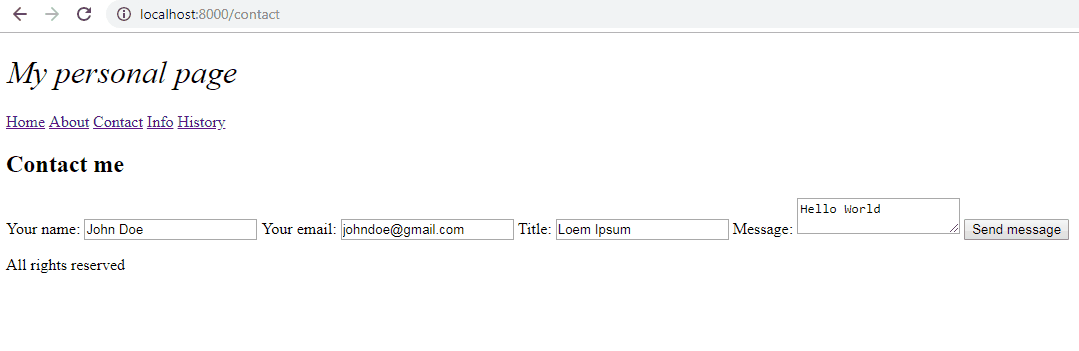 localhost:8000/contact
My personal page
Home About Contact Info History
Contact me
Your name: John Doe Your email: johndoe@gmail.com Title: Loem Ipsum Message: Hello World Send message
All rights reserved